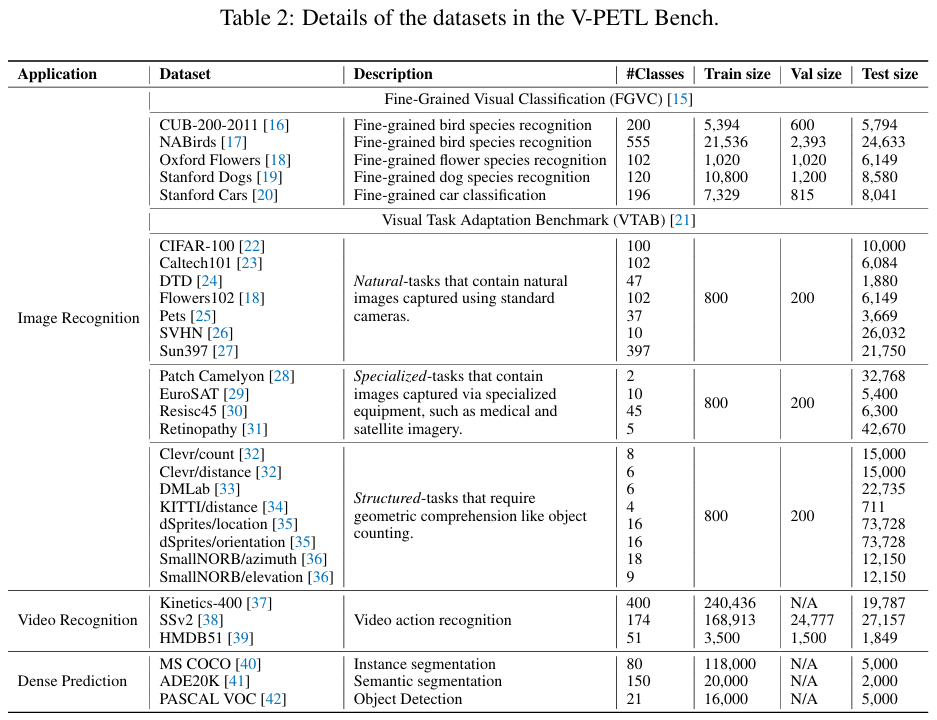 Table 2: Details of the datasets in the V-PETL Bench.
Application Dataset Description #Classes Train size Val size Test size
Fine-Grained Visual Classification (FGVC) [15]
CUB-200-2011 [16] Fine-grained bird species recognition 200 5,394 600 5,794
NABirds [17] Fine-grained bird species recognition 555 21,536 2,393 24,633
Oxford Flowers [18] Fine-grained flower species recognition 102 1,020 1,020 6,149
Stanford Dogs [19] Fine-grained dog species recognition 120 10,800 1,200 8,580
Stanford Cars [20] Fine-grained car classification 196 7,329 815 8,041
Visual Task Adaptation Benchmark (VTAB) [21]
CIFAR-100 [22] 100 10,000
Caltech101 [23] 102 6,084
DTD [24] Natural-tasks that contain natural 47 1,880
Flowers102 [18] images captured using standard 102 800 200 6,149
Pets [25] cameras. 37 3,669
Image Recognition
SVHN [26] 10 26,032
Sun397 [27] 397 21,750
Patch Camelyon [28] Specialized-tasks that contain 2 32,768
EuroSAT [29] images captured via specialized 10 800 200 5,400
Resisc45 [30] equipment, such as medical and 45 6,300
Retinopathy [31] satellite imagery. 5 42,670
Clevr/count [32] 8 15,000
Clevr/distance [32] 6 15,000
DMLab [33] Structured-tasks that require 6 22,735
KITTI/distance [34] geometric comprehension like object 4 800 200 711
dSprites/location [35] counting. 16 73,728
dSprites/orientation [35] 16 73,728
SmallNORB/azimuth [36] 18 12,150
SmallNORB/elevation [36] 9 12,150
Kinetics-400 [37] 400 240,436 N/A 19,787
Video Recognition SSv2 [38] Video action recognition 174 168,913 24,777 27,157
HMDB51 [39] 51 3,500 1,500 1,849
MS COCO [40] Instance segmentation 80 118,000 N/A 5,000
Dense Prediction ADE20K [41] Semantic segmentation 150 20,000 N/A 2,000
PASCAL VOC [42] Object Detection 21 16,000 N/A 5,000